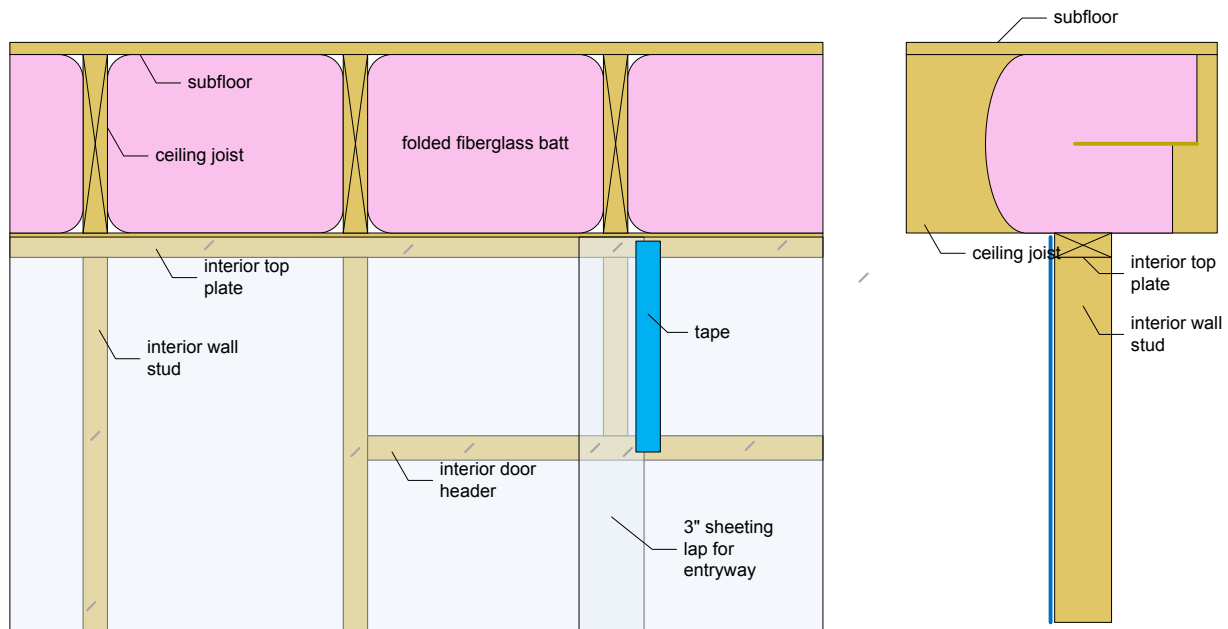 subfloor
ceiling joist
folded fiberglass batt
interior top
plate
interior wall
stud
tape
interior door
header
3" sheeting
lap for
entryway
subfloor
ceiling joist
interior top
plate
interior wall
stud